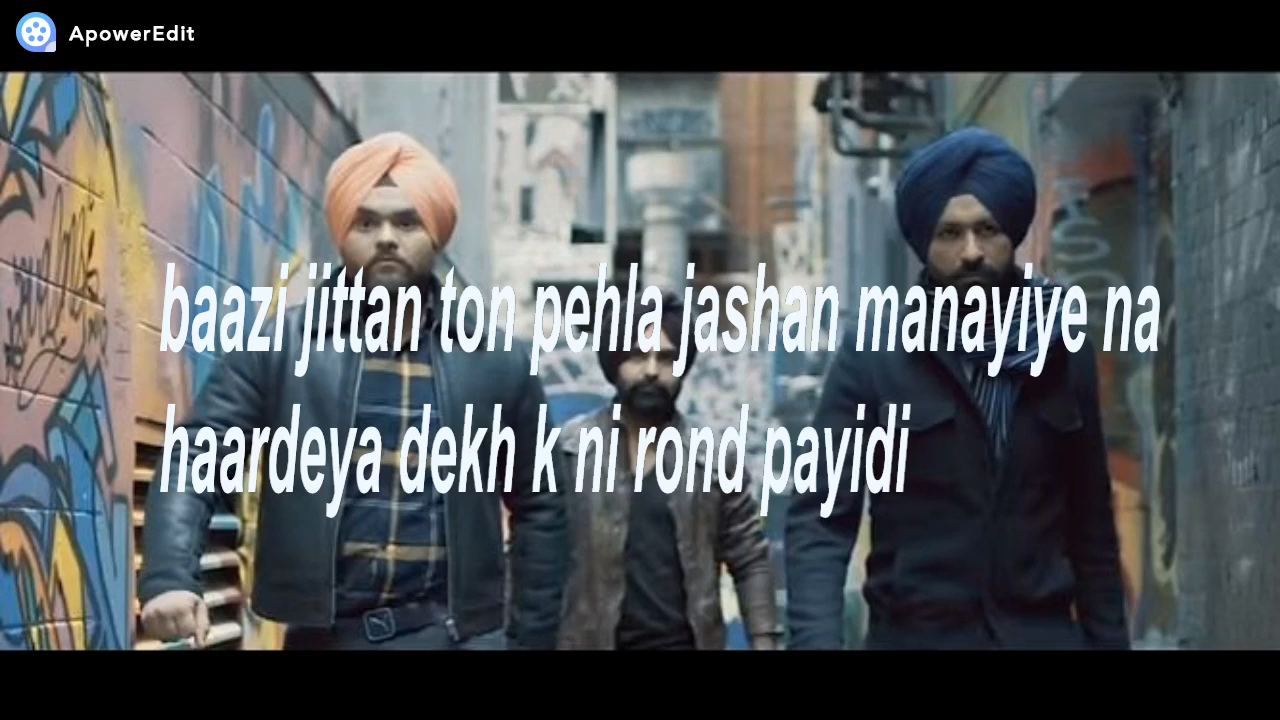 ApowerEdit
baazi jittan ton pehla jashan manayiye na
haardeya dekh k ni rond payidi